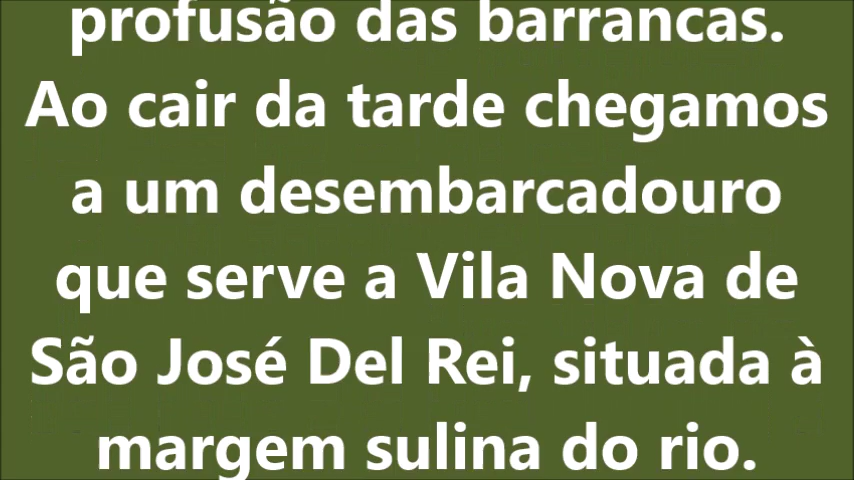 profusão das barrancas.
Ao cair da tarde chegamos
a um desembarcadouro
que serve a Vila Nova de
São José Del Rei, situada à
margem sulina do rio.